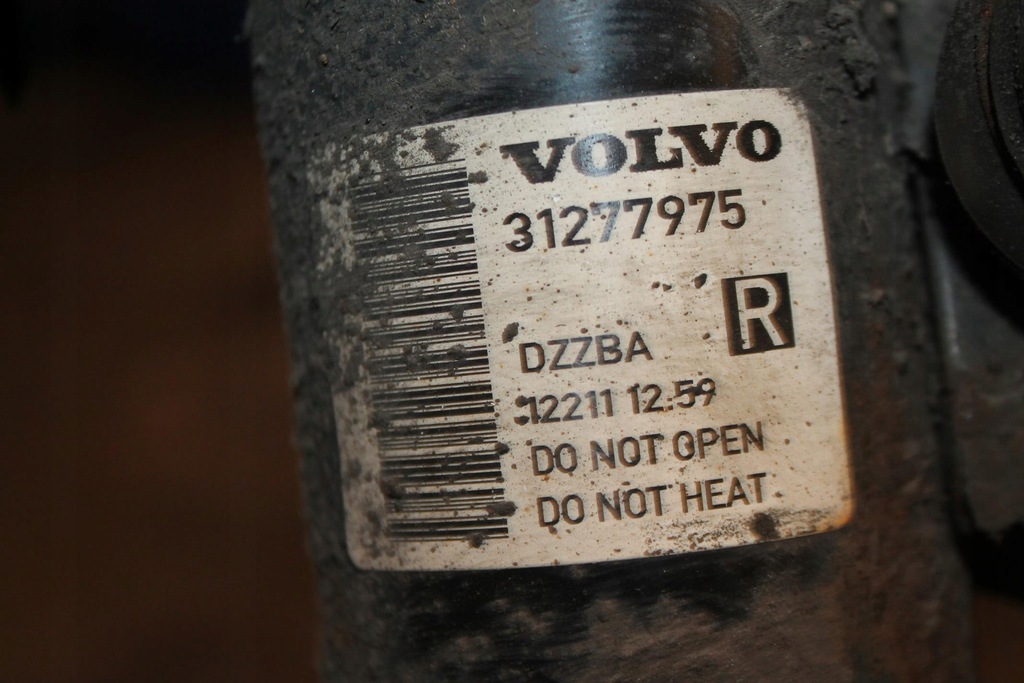 VOLVO
31277975
R
DZZBA
12211 12:59
DO NOT OPEN
DO NOT HEAT